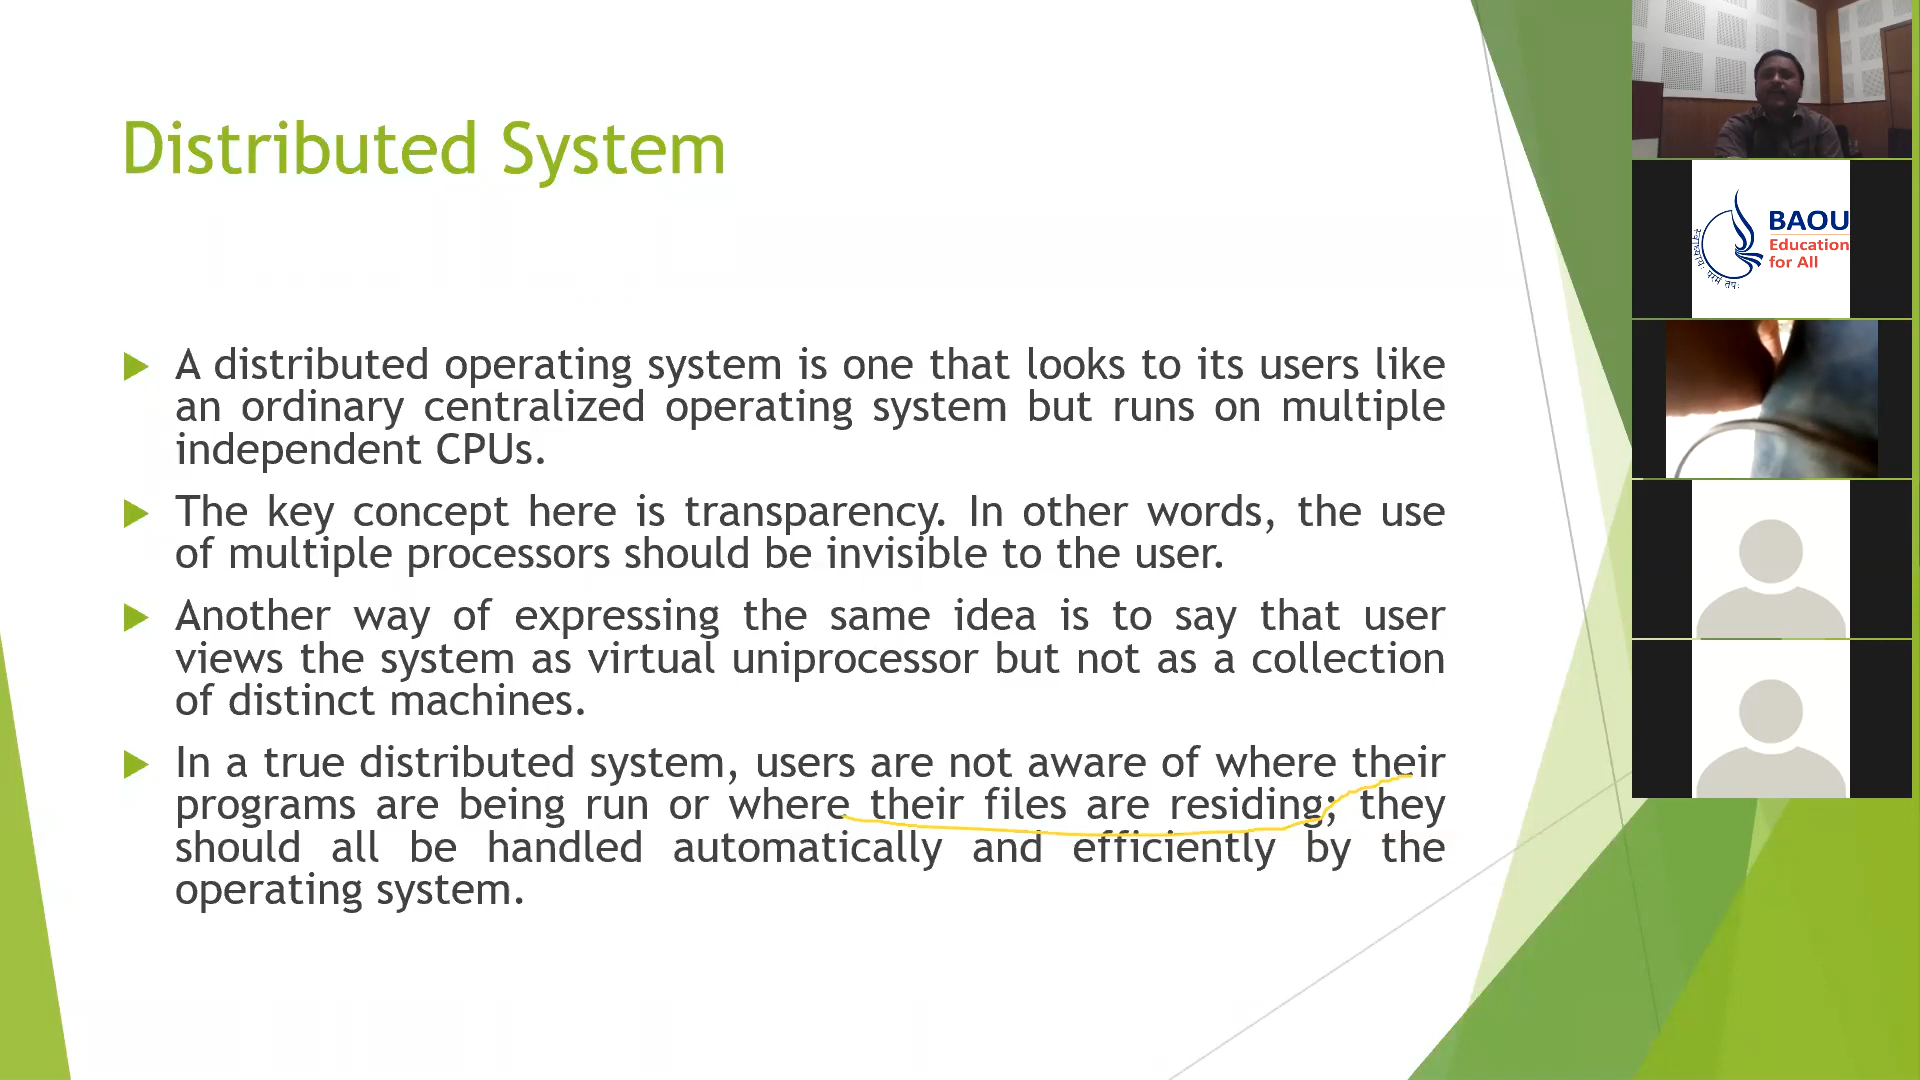 Distributed System
A distributed operating system is one that looks to its users like
an ordinary centralized operating system but runs on multiple
independent CPUs.
The key concept here is transparency. In other words, the use
of multiple processors should be invisible to the user.
Another way of expressing the same idea is to say that user
views the system as virtual uniprocessor but not as a collection
of distinct machines.
In a true distributed system, users are not aware of where their
programs are being run or where their files are residing; they
should all be handled automatically and efficiently by the
operating system.
BAOU
Education
for All
परमं तपः